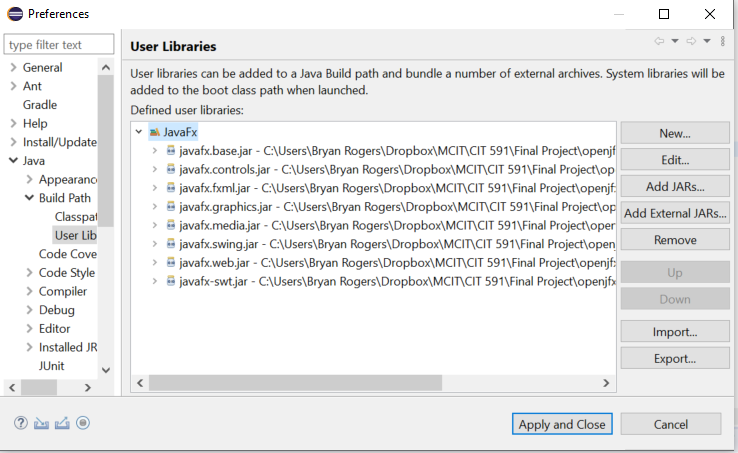 Preferences
type filter text
General
Ant
Gradle
Help
Install/Update
Java
Appearanc
Build Path
Classpat
User Lib
Code Cove
Code Style
Compiler
Debug
Editor
Installed JR
JUnit
User Libraries
User libraries can be added to a Java Build path and bundle a number of external archives. System libraries will be
added to the boot class path when launched.
Defined user libraries:
JavaFx
javafx.base.jar - C:\Users\Bryan Rogers\Dropbox\MCIT\CIT 591\Final Project\openjf
javafx.controls.jar - C:\Users\Bryan Rogers\Dropbox\MCIT\CIT 591\Final Project\op
javafx.fxml.jar - C:\Users\Bryan Rogers\Dropbox\MCIT\CIT 591\Final Project\openjf
javafx.graphics.jar - C:\Users\Bryan Rogers\Dropbox\MCIT\CIT 591\Final Project\op
javafx.media.jar - C:\Users\Bryan Rogers\Dropbox\MCIT\CIT 591\Final Project\open
javafx.swing.jar - C:\Users\Bryan Rogers\Dropbox\MCIT\CIT 591\Final Project\open
javafx.web.jar - C:\Users\Bryan Rogers\Dropbox\MCIT\CIT 591\Final Project\openjf
javafx-swt.jar - C:\Users\Bryan Rogers\Dropbox\MCIT\CIT 591\Final Project\openjfx
New...
Edit...
Add JARs...
Add External JARs...
Remove
Up
Down
Import...
Export...
Apply and Close
Cancel